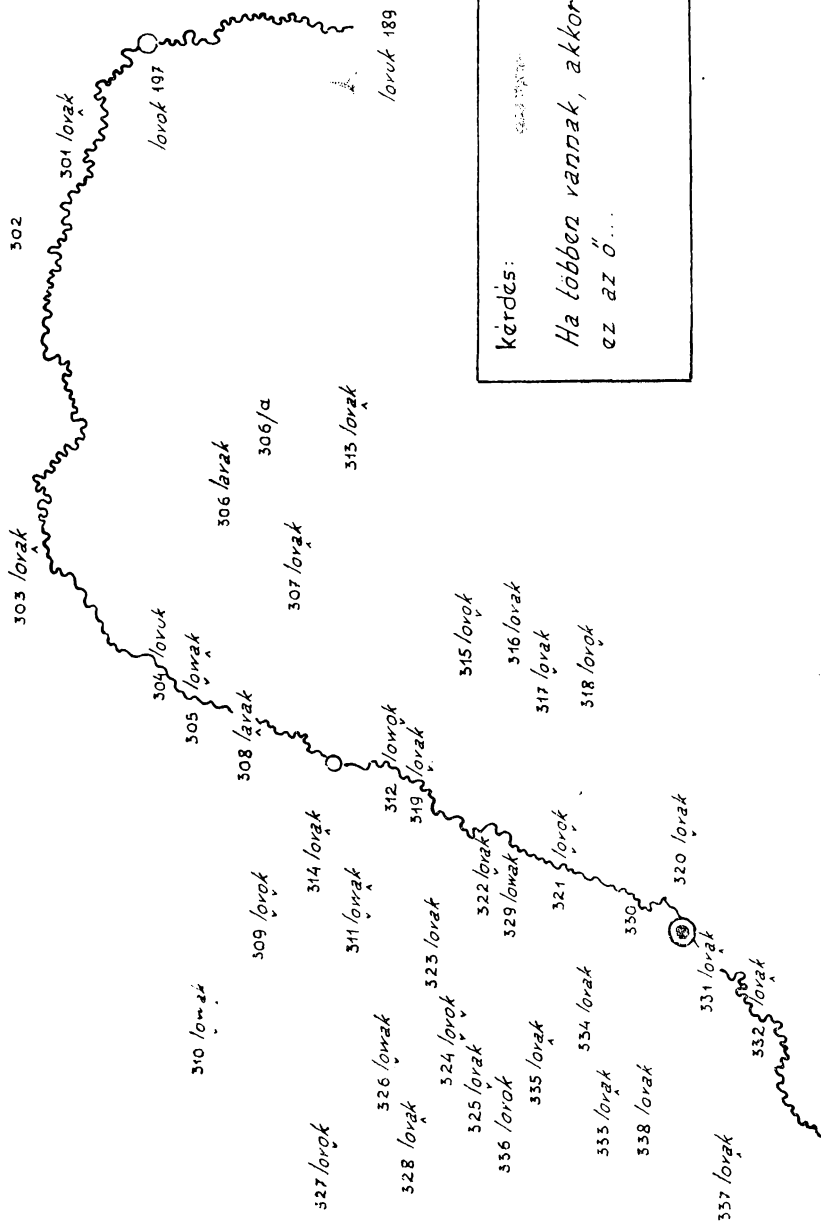 302
303 lovak
301 lovak
lovok 197
304 lovuk
305 lowak
310 lowak
306 lavak
308 lavak
306/a
309 lovok
307 lovak
314 lovak
327 lovok
313 lovak
311 lowak
lovuk 189
326 lowak
312 lowok
328 lovak
319 lovak
323 lovak
324 lovok
315 lovok
325 lovak
322 lovak
336 lovok
329 lowak
316 lovak
335 lovak
317 lovak
321 lovok
334 lovak
318 lovok
333 lovak
330
338 lovak
320 lovak
331 lovak
337 lovak
332 lovak
kérdés:
Ha többen vannak, akkor
ez az ő...